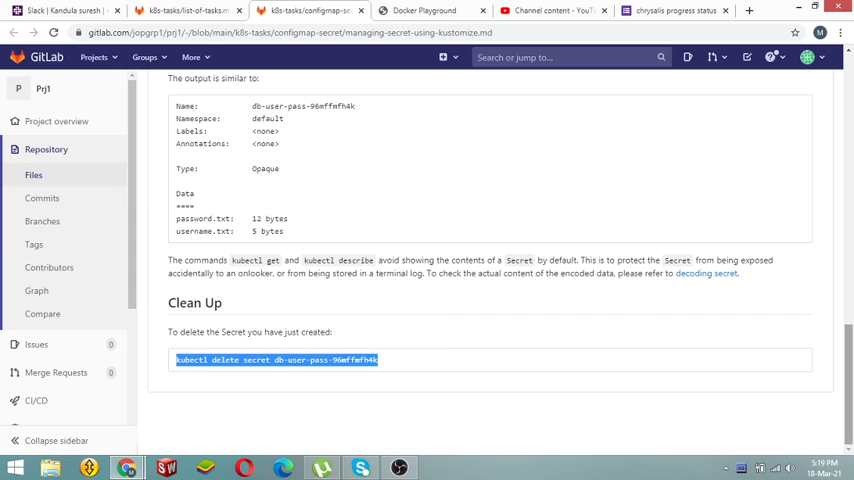 Slack | Kandula suresh |
k8s-tasks/list-of-tasks.m
k8s-tasks/configmap-se
Docker Playground
Channel content - YouTu
chrysalis progress status
gitlab.com/jopgrp1/prj1/-/blob/main/k8s-tasks/configmap-secret/managing-secret-using-kustomize.md
M
GitLab
Projects
Groups
More
Search or jump to...
P
Prj1
Project overview
Repository
Files
Commits
Branches
Tags
Contributors
Graph
Compare
Issues 0
Merge Requests 0
CI/CD
Collapse sidebar
The output is similar to:
Name: db-user-pass-96mffmfh4k
Namespace: default
Labels: <none>
Annotations: <none>
Type: Opaque
Data
====
password.txt: 12 bytes
username.txt: 5 bytes
The commands kubectl get and kubectl describe avoid showing the contents of a Secret by default. This is to protect the Secret from being exposed
accidentally to an onlooker, or from being stored in a terminal log. To check the actual content of the encoded data, please refer to decoding secret.
Clean Up
To delete the Secret you have just created:
kubectl delete secret db-user-pass-96mffmfh4k
5:19 PM
18-Mar-21